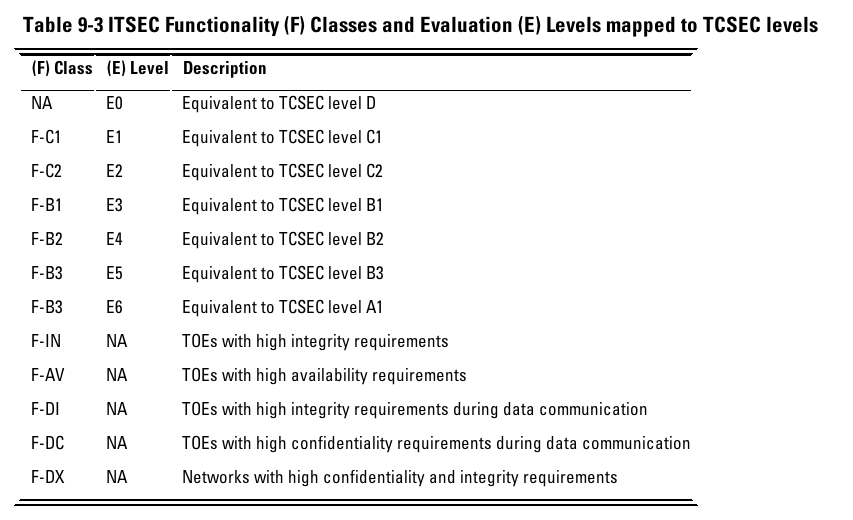 Table 9-3 ITSEC Functionality (F) Classes and Evaluation (E) Levels mapped to TCSEC levels
(F) Class (E) Level Description
NA E0 Equivalent to TCSEC level D
F-C1 E1 Equivalent to TCSEC level C1
F-C2 E2 Equivalent to TCSEC level C2
F-B1 E3 Equivalent to TCSEC level B1
F-B2 E4 Equivalent to TCSEC level B2
F-B3 E5 Equivalent to TCSEC level B3
F-B3 E6 Equivalent to TCSEC level A1
F-IN NA TOEs with high integrity requirements
F-AV NA TOEs with high availability requirements
F-DI NA TOEs with high integrity requirements during data communication
F-DC NA TOEs with high confidentiality requirements during data communication
F-DX NA Networks with high confidentiality and integrity requirements